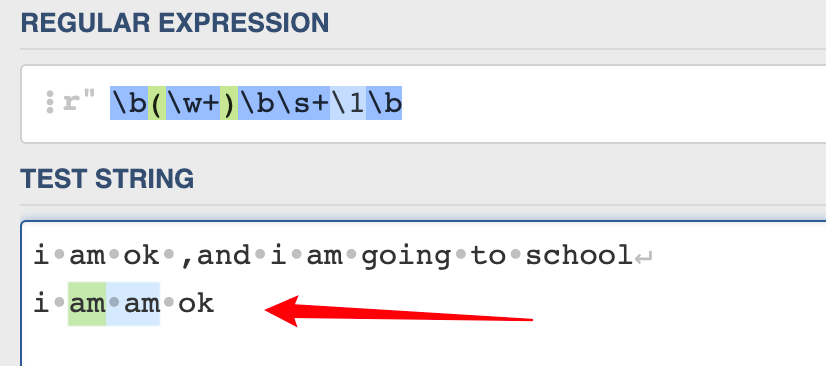 REGULAR EXPRESSION
r" \b(\w+)\b\s+\1\b
TEST STRING
i·am·ok·,and·i·am·going·to·school↵
i·am·am·ok